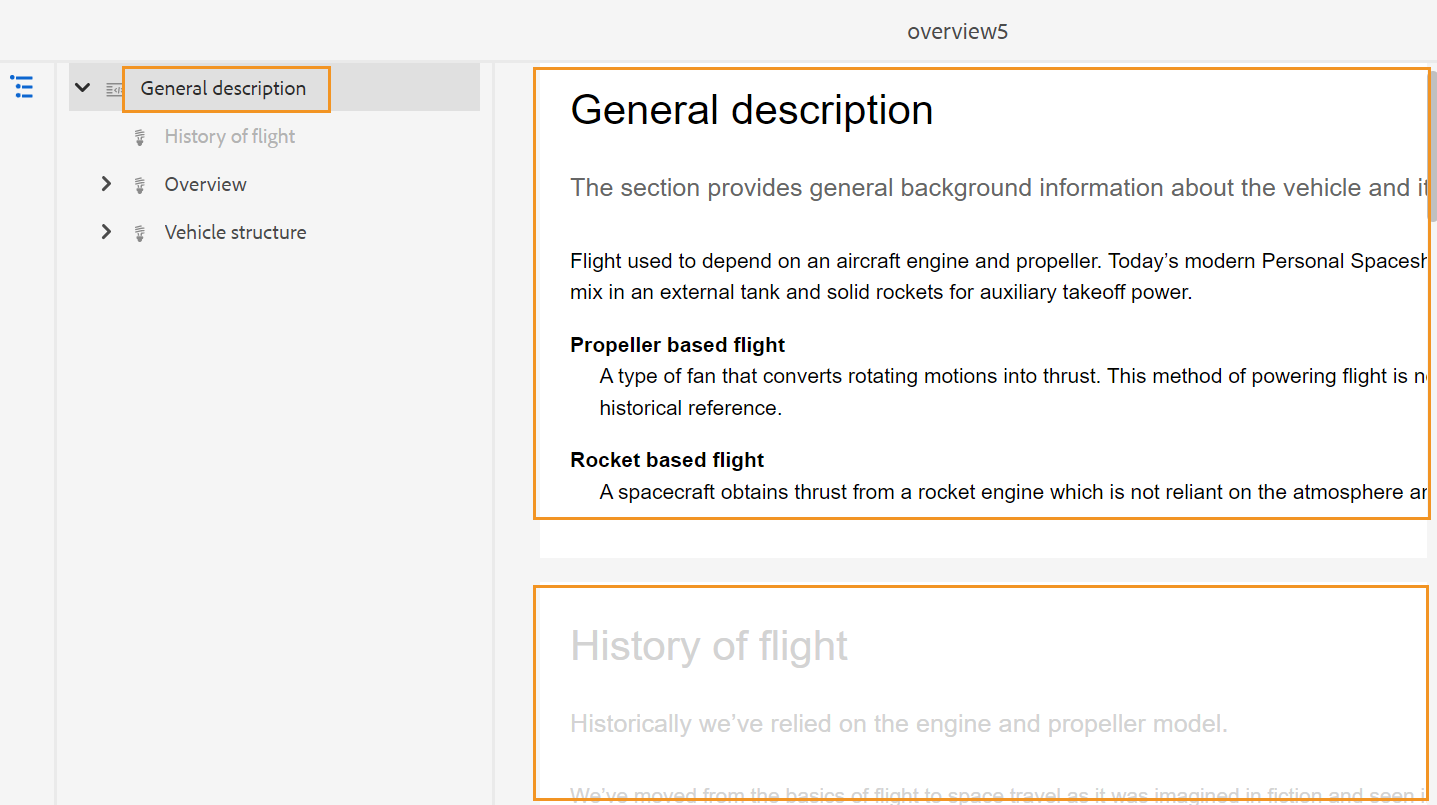 overview5
General description
History of flight
Overview
Vehicle structure
General description
The section provides general background information about the vehicle and
Flight used to depend on an aircraft engine and propeller. Today’s modern Personal
mix in an external tank and solid rockets for auxiliary takeoff power.
Propeller based flight
A type of fan that converts rotating motions into thrust. This method of powering flight is
historical reference.
Rocket based flight
A spacecraft obtains thrust from a rocket engine which is not reliant on the atmosphere
History of flight
Historically we’ve relied on the engine and propeller model.
We’ve moved from the basics of flight to space travel as it was imagined in fiction and seen